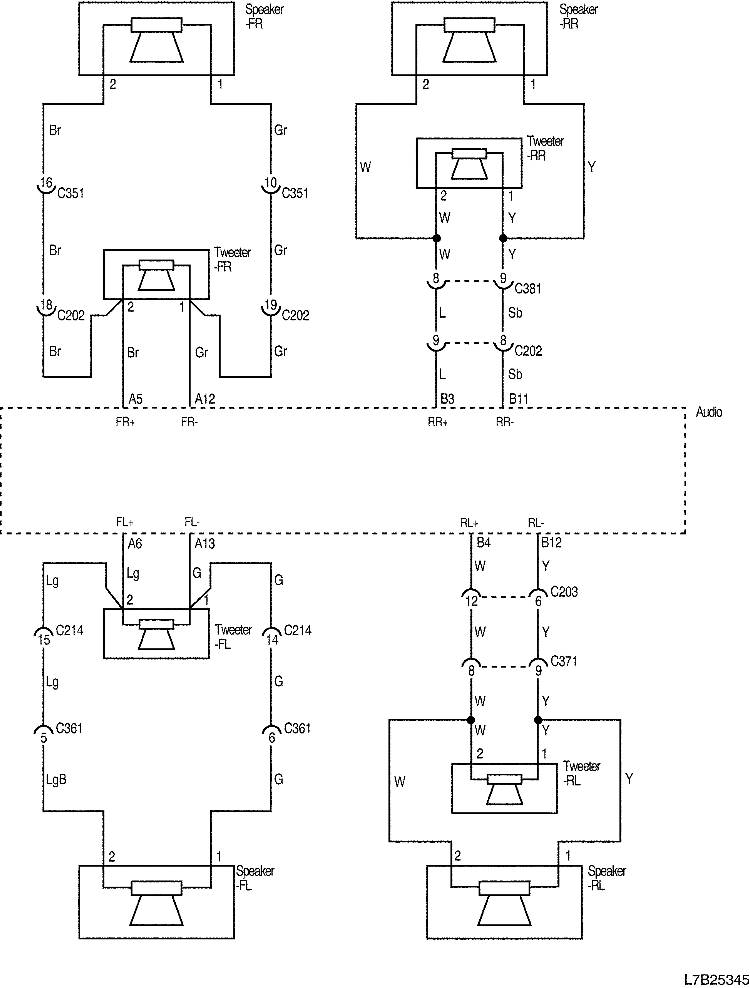 Speaker
-FR
Speaker
-RR
2
1
2
1
Br
Gr
Tweeter
-RR
W
Y
16
C351
10
C351
2
1
W
Y
Br
Gr
Tweeter
-FR
W
Y
8
9
C381
18
C202
2
1
19
C202
L
Sb
9
8
C202
Br
Br
Gr
Gr
L
Sb
A5
A12
B3
B11
FR+
FR-
RR+
RR-
Audio
FL+
FL-
RL+
RL-
A6
A13
B4
B12
Lg
Lg
G
G
W
Y
2
1
12
6
C203
15
C214
Tweeter
-FL
14
C214
W
Y
8
9
C371
Lg
G
W
Y
5
C361
6
C361
W
Y
2
1
Tweeter
-RL
LgB
G
W
Y
2
1
2
1
Speaker
-FL
Speaker
-RL
L7B25345